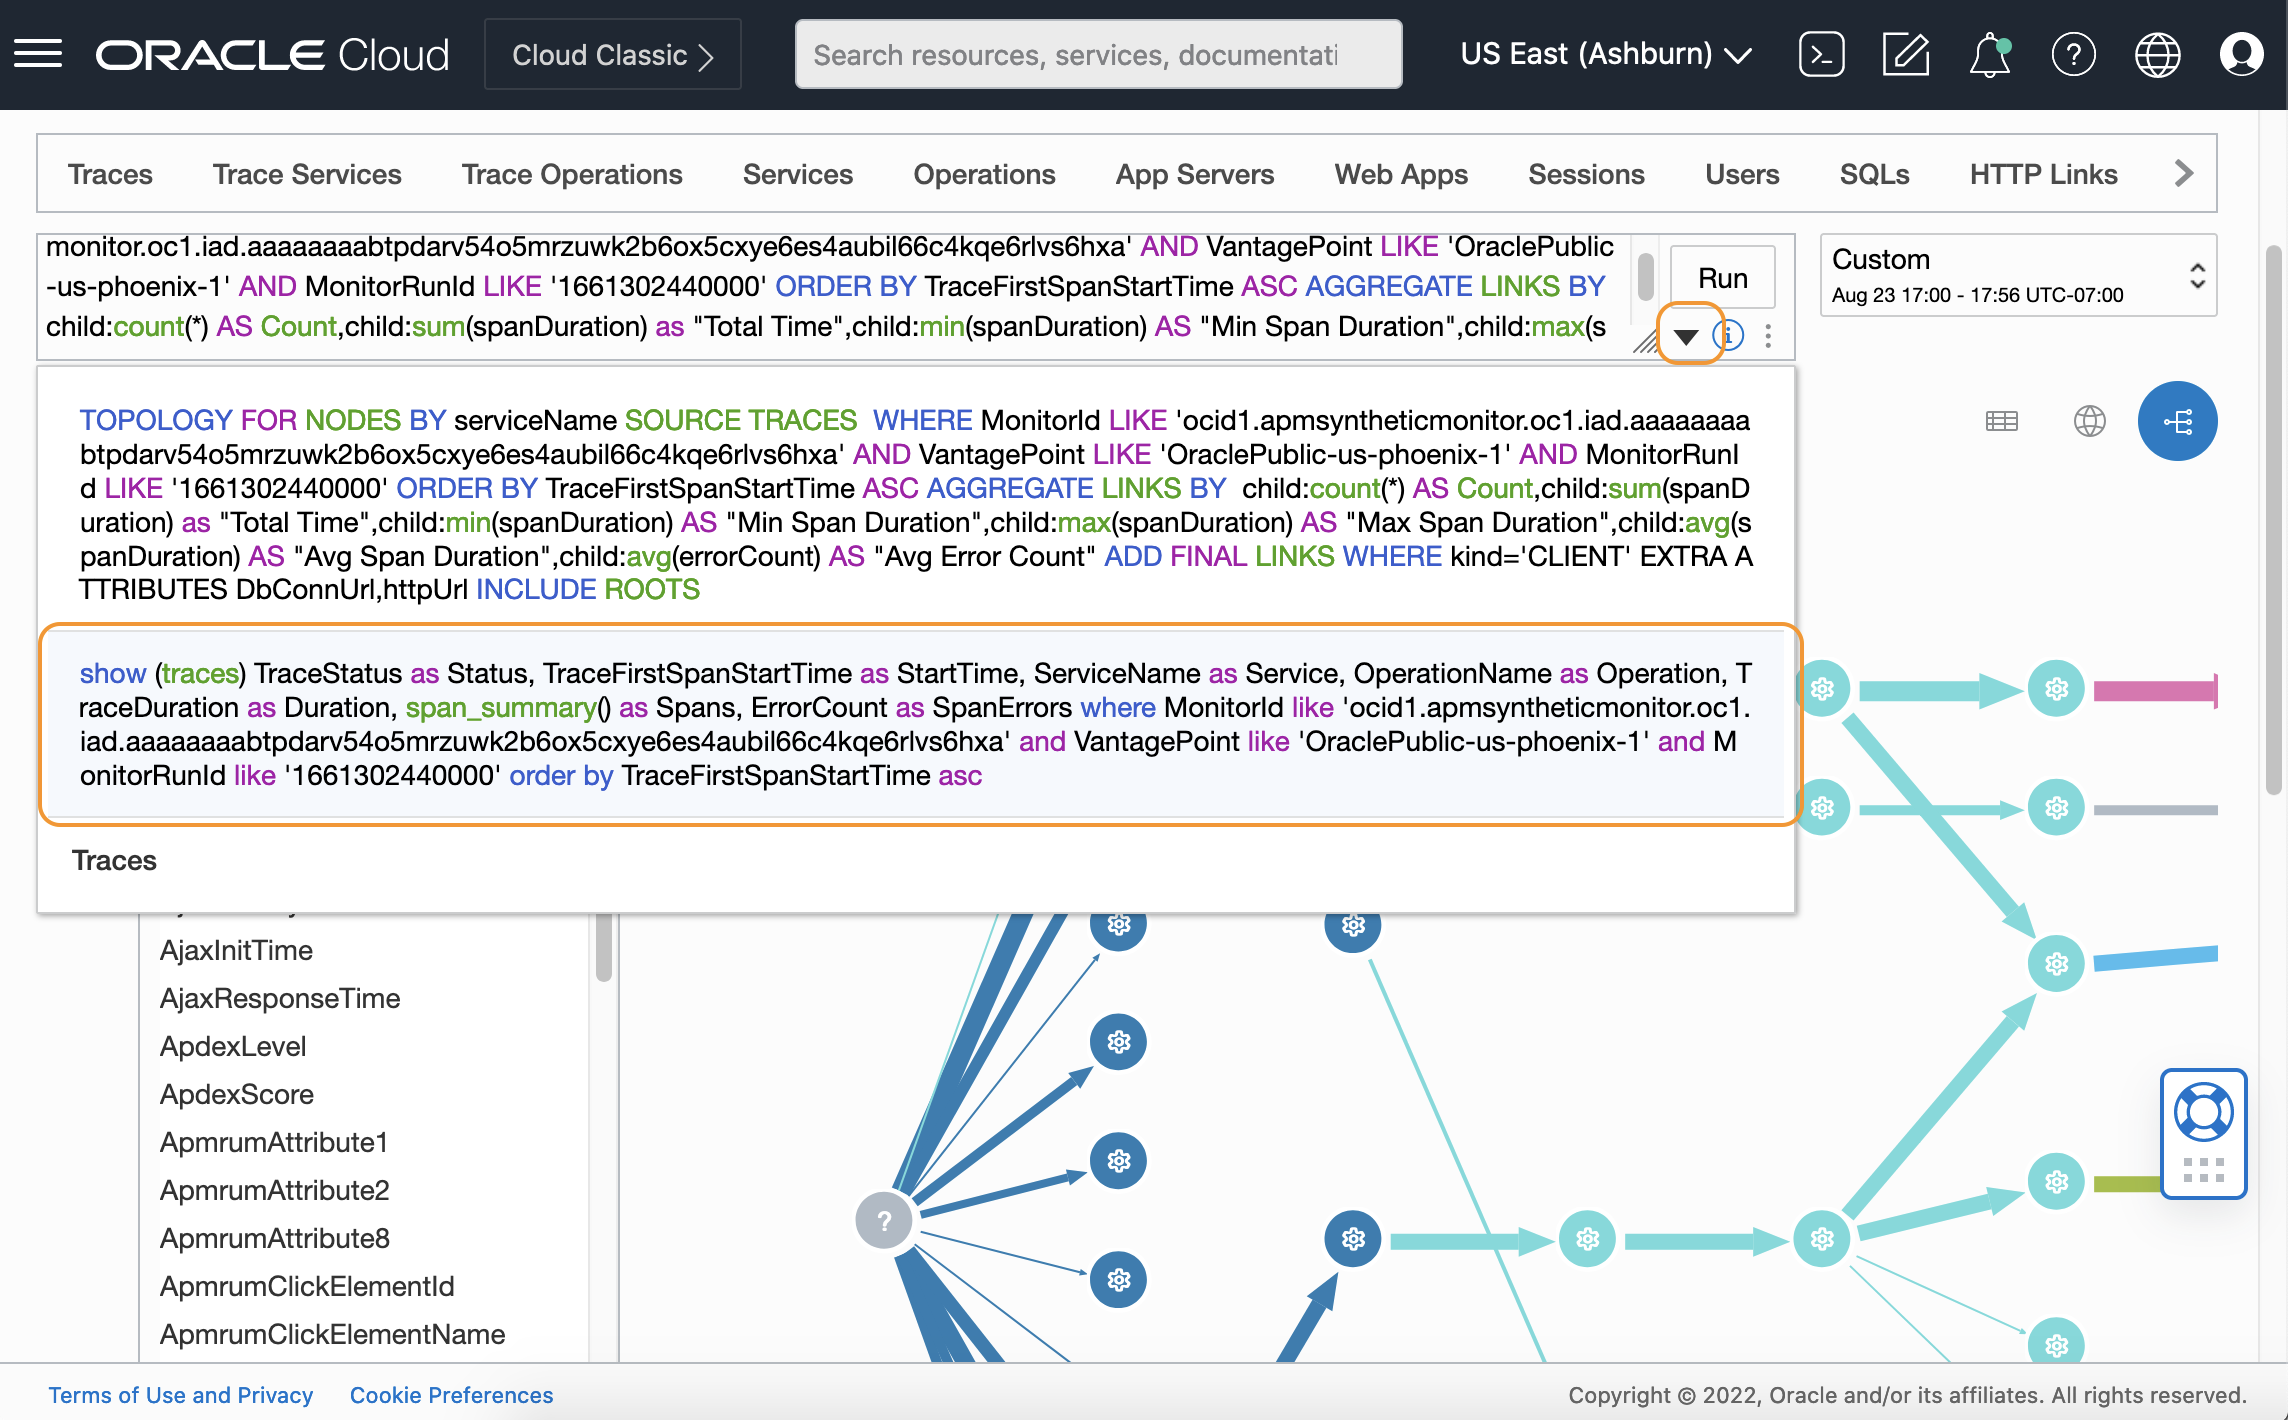 ORACLE Cloud
Cloud Classic
Search resources, services, documentati
US East (Ashburn)
Traces Trace Services Trace Operations Services Operations App Servers Web Apps Sessions Users SQLs HTTP Links
monitor.oc1.iad.aaaaaaaabtpdarv54o5mrzuwk2b6ox5cxye6es4aubil66c4kqe6rlvs6hxa' AND VantagePoint LIKE 'OraclePublic
-us-phoenix-1' AND MonitorRunId LIKE '1661302440000' ORDER BY TraceFirstSpanStartTime ASC AGGREGATE LINKS BY
child:count(*) AS Count,child:sum(spanDuration) as "Total Time",child:min(spanDuration) AS "Min Span Duration",child:max(s
Run
Custom
Aug 23 17:00 - 17:56 UTC-07:00
TOPOLOGY FOR NODES BY serviceName SOURCE TRACES  WHERE MonitorId LIKE 'ocid1.apmsyntheticmonitor.oc1.iad.aaaaaaaa
btpdarv54o5mrzuwk2b6ox5cxye6es4aubil66c4kqe6rlvs6hxa' AND VantagePoint LIKE 'OraclePublic-us-phoenix-1' AND MonitorRunI
d LIKE '1661302440000' ORDER BY TraceFirstSpanStartTime ASC AGGREGATE LINKS BY  child:count(*) AS Count,child:sum(spanD
uration) as "Total Time",child:min(spanDuration) AS "Min Span Duration",child:max(spanDuration) AS "Max Span Duration",child:avg(s
panDuration) AS "Avg Span Duration",child:avg(errorCount) AS "Avg Error Count" ADD FINAL LINKS WHERE kind='CLIENT' EXTRA A
TTRIBUTES DbConnUrl,httpUrl INCLUDE ROOTS
show (traces) TraceStatus as Status, TraceFirstSpanStartTime as StartTime, ServiceName as Service, OperationName as Operation, T
raceDuration as Duration, span_summary() as Spans, ErrorCount as SpanErrors where MonitorId like 'ocid1.apmsyntheticmonitor.oc1.
iad.aaaaaaaabtpdarv54o5mrzuwk2b6ox5cxye6es4aubil66c4kqe6rlvs6hxa' and VantagePoint like 'OraclePublic-us-phoenix-1' and M
onitorRunId like '1661302440000' order by TraceFirstSpanStartTime asc
Traces
AjaxInitTime
AjaxResponseTime
ApdexLevel
ApdexScore
ApmrumAttribute1
ApmrumAttribute2
ApmrumAttribute8
ApmrumClickElementId
ApmrumClickElementName
?
Terms of Use and Privacy Cookie Preferences
Copyright © 2022, Oracle and/or its affiliates. All rights reserved.